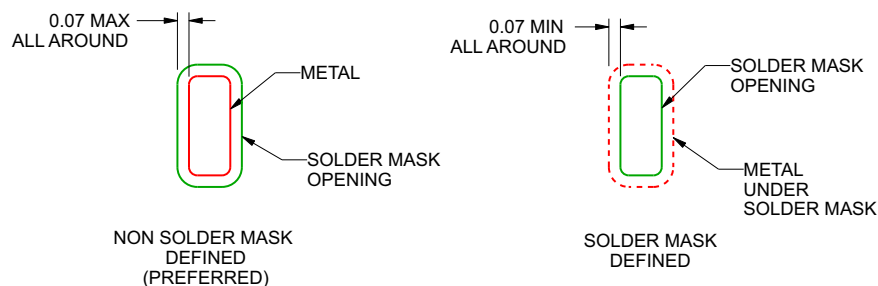 0.07 MAX
ALL AROUND
METAL
SOLDER MASK
OPENING
NON SOLDER MASK
DEFINED
(PREFERRED)
0.07 MIN
ALL AROUND
SOLDER MASK
OPENING
METAL
UNDER
SOLDER MASK
SOLDER MASK
DEFINED